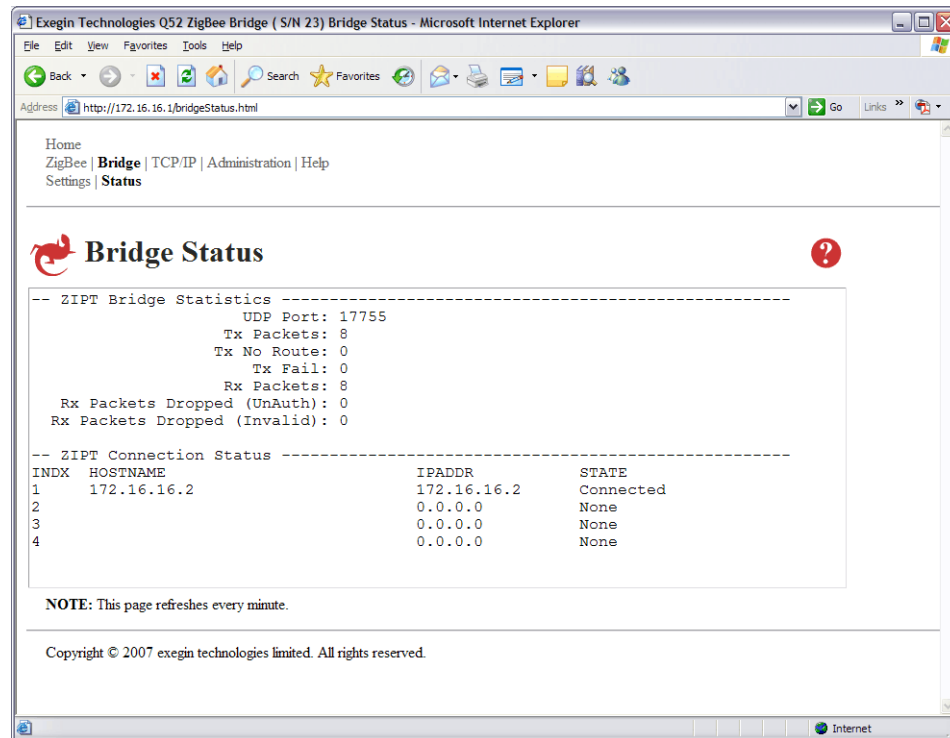 Exegin Technologies Q52 ZigBee Bridge ( S/N 23) Bridge Status - Microsoft Internet Explorer
File Edit View Favorites Tools Help
Back Search Favorites
Address http://172.16.16.1/bridgeStatus.html Go Links »
Home
ZigBee | Bridge | TCP/IP | Administration | Help
Settings | Status
Bridge Status ?
-- ZIPT Bridge Statistics -----------------------------------------------------
UDP Port: 17755
Tx Packets: 8
Tx No Route: 0
Tx Fail: 0
Rx Packets: 8
Rx Packets Dropped (UnAuth): 0
Rx Packets Dropped (Invalid): 0
-- ZIPT Connection Status -----------------------------------------------------
INDX HOSTNAME IPADDR STATE
1 172.16.16.2 172.16.16.2 Connected
2 0.0.0.0 None
3 0.0.0.0 None
4 0.0.0.0 None
NOTE: This page refreshes every minute.
Copyright © 2007 exegin technologies limited. All rights reserved.
Internet